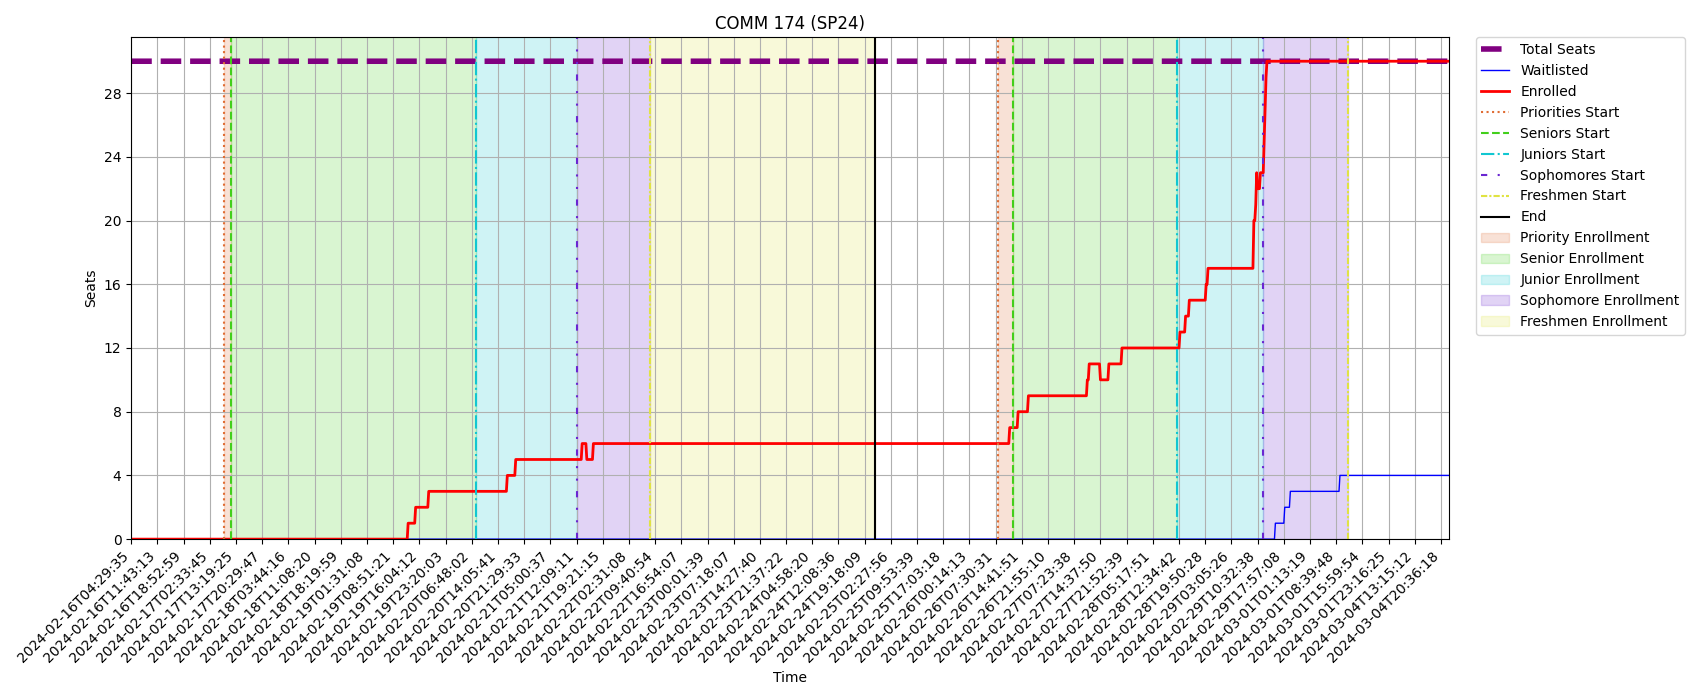 COMM 174 (SP24)
Seats
28
24
20
16
12
8
4
0
2024-02-16T04:29:35
2024-02-16T11:43:13
2024-02-16T18:52:59
2024-02-17T02:33:45
2024-02-17T13:19:25
2024-02-17T20:29:47
2024-02-18T03:44:16
2024-02-18T11:08:20
2024-02-18T18:19:59
2024-02-19T01:31:08
2024-02-19T08:51:21
2024-02-19T16:04:12
2024-02-19T23:20:03
2024-02-20T06:48:02
2024-02-20T14:05:41
2024-02-20T21:29:33
2024-02-21T05:00:37
2024-02-21T12:09:11
2024-02-21T19:21:15
2024-02-22T02:31:08
2024-02-22T09:40:54
2024-02-22T16:54:07
2024-02-23T00:01:39
2024-02-23T07:18:07
2024-02-23T14:27:40
2024-02-23T21:37:22
2024-02-24T04:58:20
2024-02-24T12:08:36
2024-02-24T19:18:09
2024-02-25T02:27:56
2024-02-25T09:53:39
2024-02-25T17:03:18
2024-02-26T00:14:13
2024-02-26T07:30:31
2024-02-26T14:41:51
2024-02-26T21:55:10
2024-02-27T07:23:38
2024-02-27T14:37:50
2024-02-27T21:52:39
2024-02-28T05:17:51
2024-02-28T12:34:42
2024-02-28T19:50:28
2024-02-29T03:05:26
2024-02-29T10:32:38
2024-02-29T17:57:08
2024-03-01T01:13:19
2024-03-01T08:39:48
2024-03-01T15:59:54
2024-03-01T23:16:25
2024-03-04T13:15:12
2024-03-04T20:36:18
Time
Total Seats
Waitlisted
Enrolled
Priorities Start
Seniors Start
Juniors Start
Sophomores Start
Freshmen Start
End
Priority Enrollment
Senior Enrollment
Junior Enrollment
Sophomore Enrollment
Freshmen Enrollment